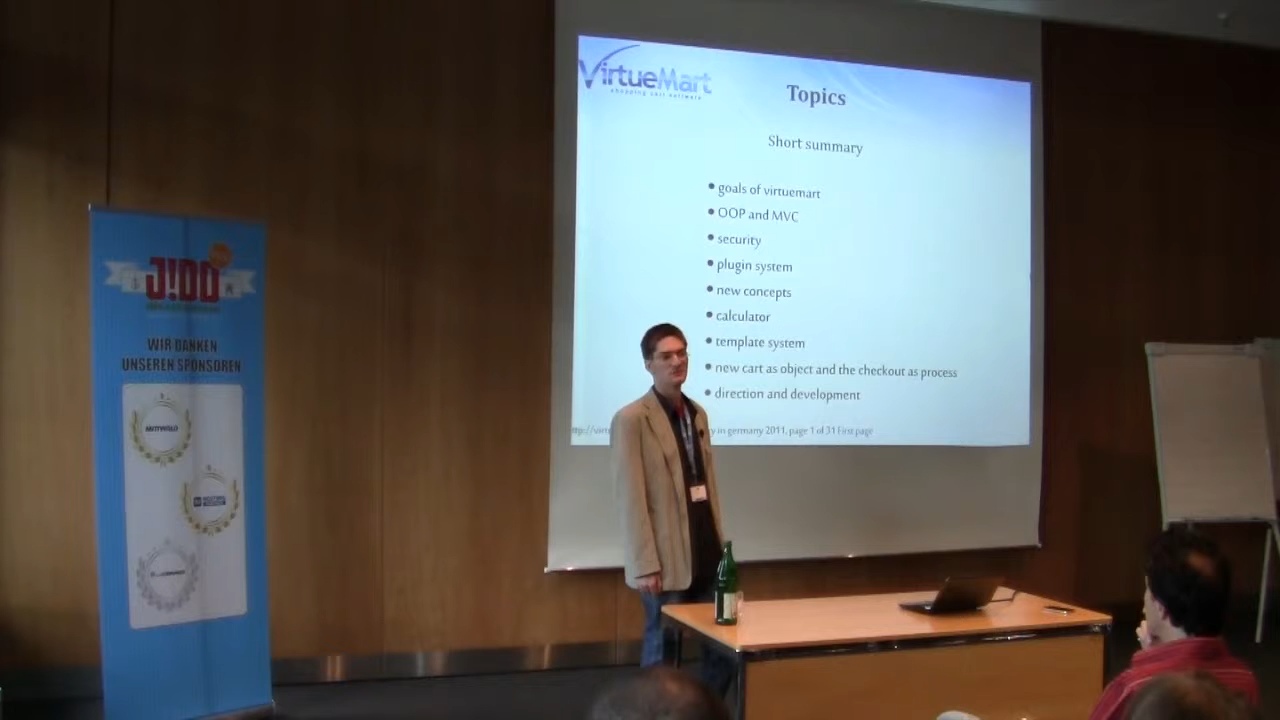 VirtueMart
shopping cart software
Topics
Short summary
goals of virtuemart
OOP and MVC
security
plugin system
new concepts
calculator
template system
new cart as object and the checkout as process
direction and development
in germany 2011, page 1 of 31 First page
J!DD
WIR DANKEN
UNSEREN SPONSOREN
MITTWALD